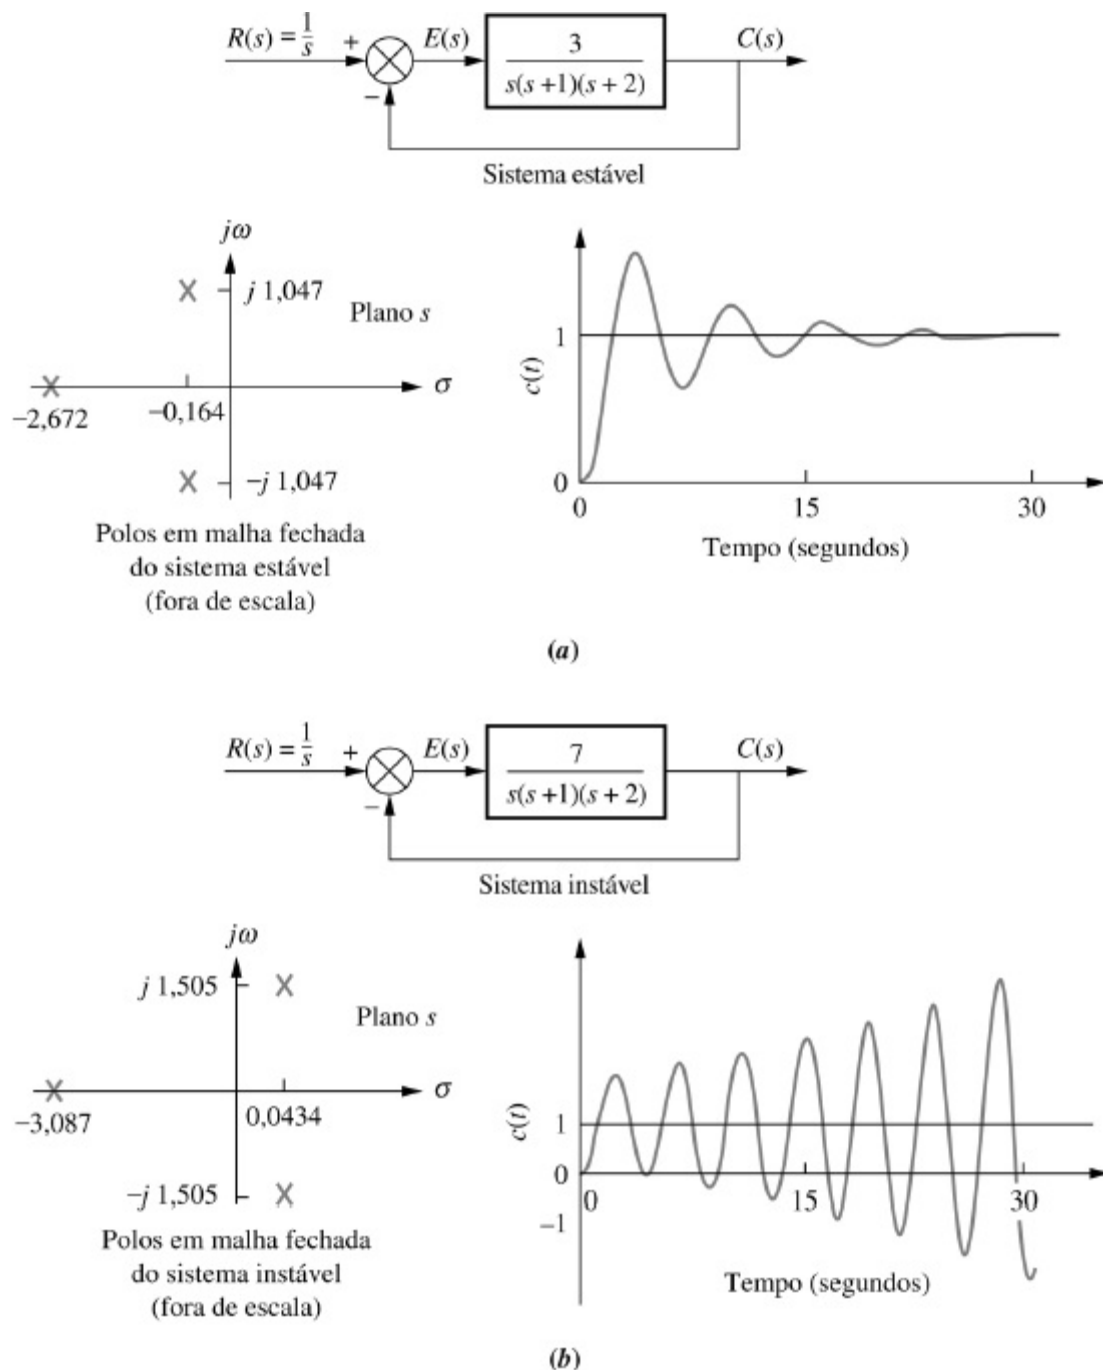 R(s) = 1/s
+
−
E(s)
3
s(s +1)(s + 2)
C(s)
Sistema estável
jω
j 1,047
Plano s
σ
−2,672
−0,164
−j 1,047
Polos em malha fechada
do sistema estável
(fora de escala)
c(t)
1
0
0
15
30
Tempo (segundos)
(a)
R(s) = 1/s
+
−
E(s)
7
s(s +1)(s + 2)
C(s)
Sistema instável
jω
j 1,505
Plano s
σ
−3,087
0,0434
−j 1,505
Polos em malha fechada
do sistema instável
(fora de escala)
c(t)
1
0
−1
0
15
30
Tempo (segundos)
(b)